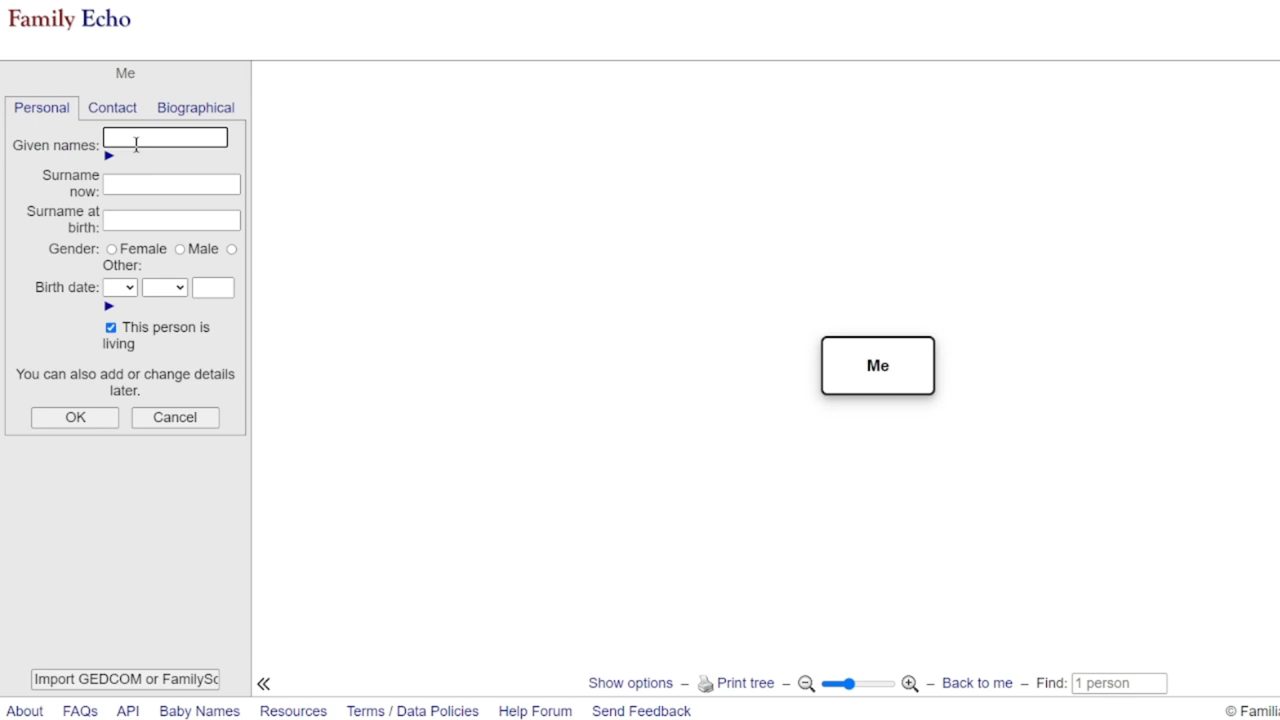 Family Echo
Me
Personal Contact Biographical
Given names:
Surname
now:
Surname at
birth:
Gender: Female Male
Other:
Birth date:
This person is
living
You can also add or change details
later.
OK Cancel
Me
Import GEDCOM or FamilySc
Show options – Print tree – – Back to me – Find: 1 person
About FAQs API Baby Names Resources Terms / Data Policies Help Forum Send Feedback © Famili